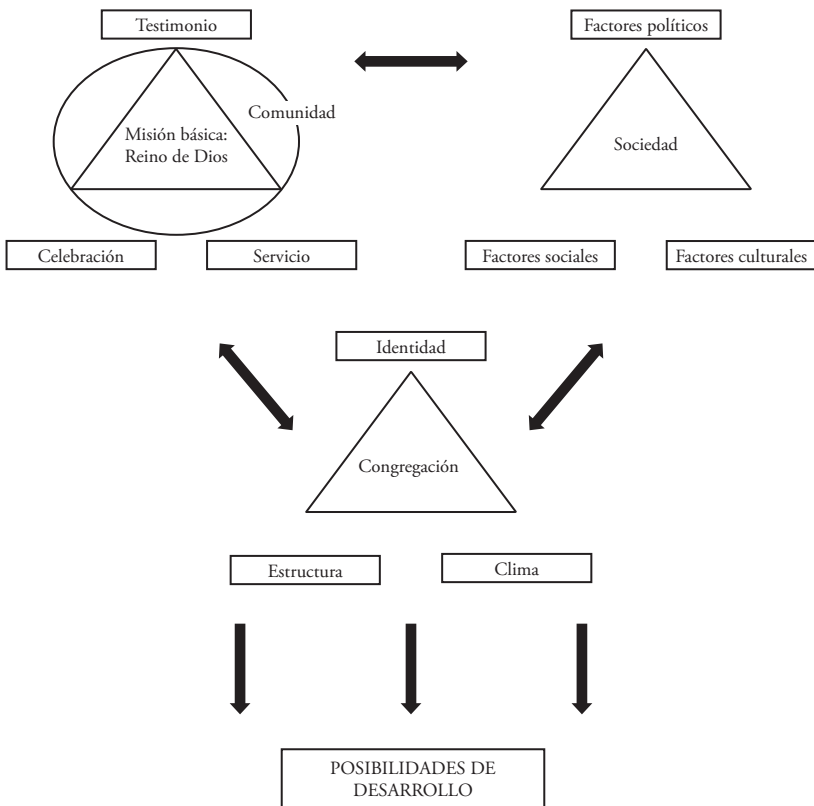 Testimonio
Factores políticos
Comunidad
Misión básica:
Reino de Dios
Sociedad
Celebración
Servicio
Factores sociales
Factores culturales
Identidad
Congregación
Estructura
Clima
POSIBILIDADES DE
DESARROLLO